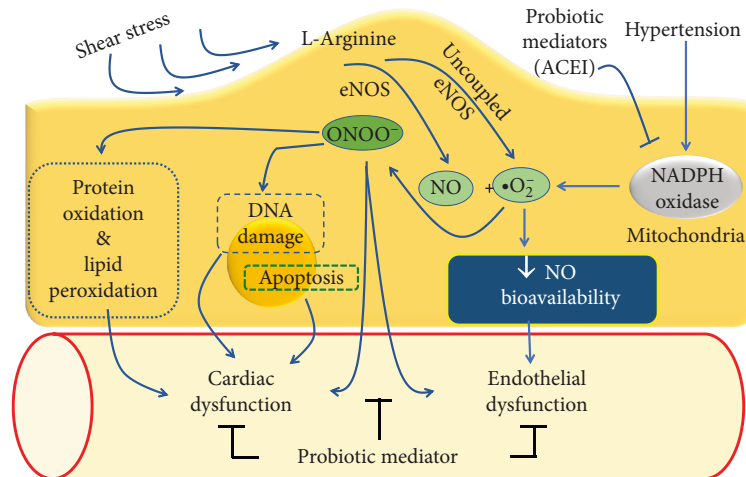 Shear stress
L-Arginine
Probiotic
mediators
(ACEI)
Hypertension
eNOS
Uncoupled
eNOS
ONOO⁻
NO
+
•O₂⁻
NADPH
oxidase
Mitochondria
Protein
oxidation
&
lipid
peroxidation
DNA
damage
Apoptosis
↓ NO
bioavailability
Cardiac
dysfunction
Endothelial
dysfunction
Probiotic mediator